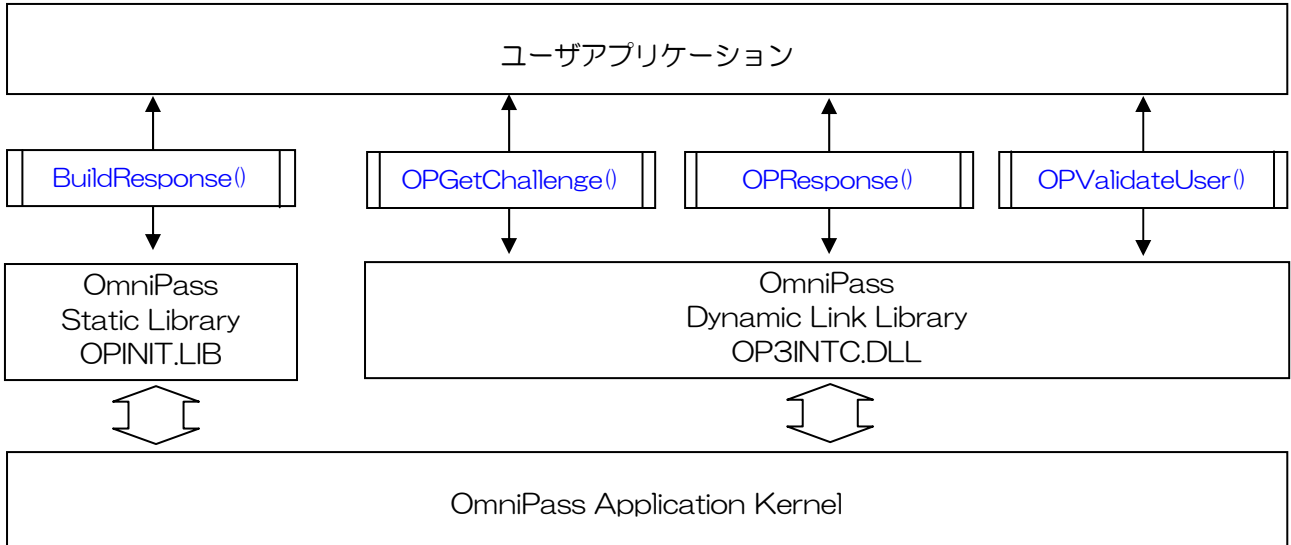 ユーザアプリケーション
BuildResponse()
OPGetChallenge()
OPResponse()
OPValidateUser()
OmniPass
Static Library
OPINIT.LIB
OmniPass
Dynamic Link Library
OP3INTC.DLL
OmniPass Application Kernel